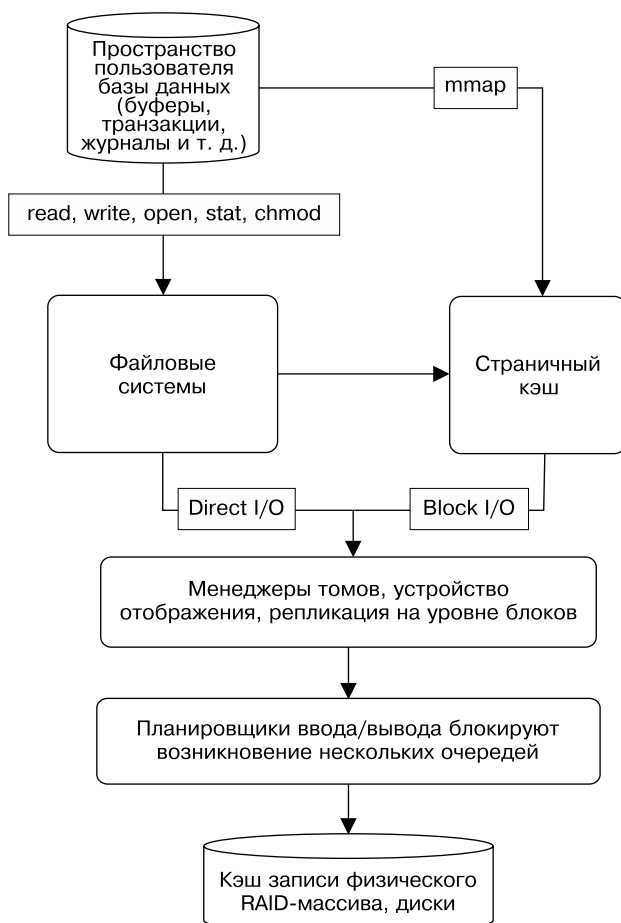 Пространство
пользователя
базы данных
(буферы,
транзакции,
журналы и т. д.)
mmap
read, write, open, stat, chmod
Файловые
системы
Страничный
кэш
Direct I/O
Block I/O
Менеджеры томов, устройство
отображения, репликация на уровне блоков
Планировщики ввода/вывода блокируют
возникновение нескольких очередей
Кэш записи физического
RAID-массива, диски